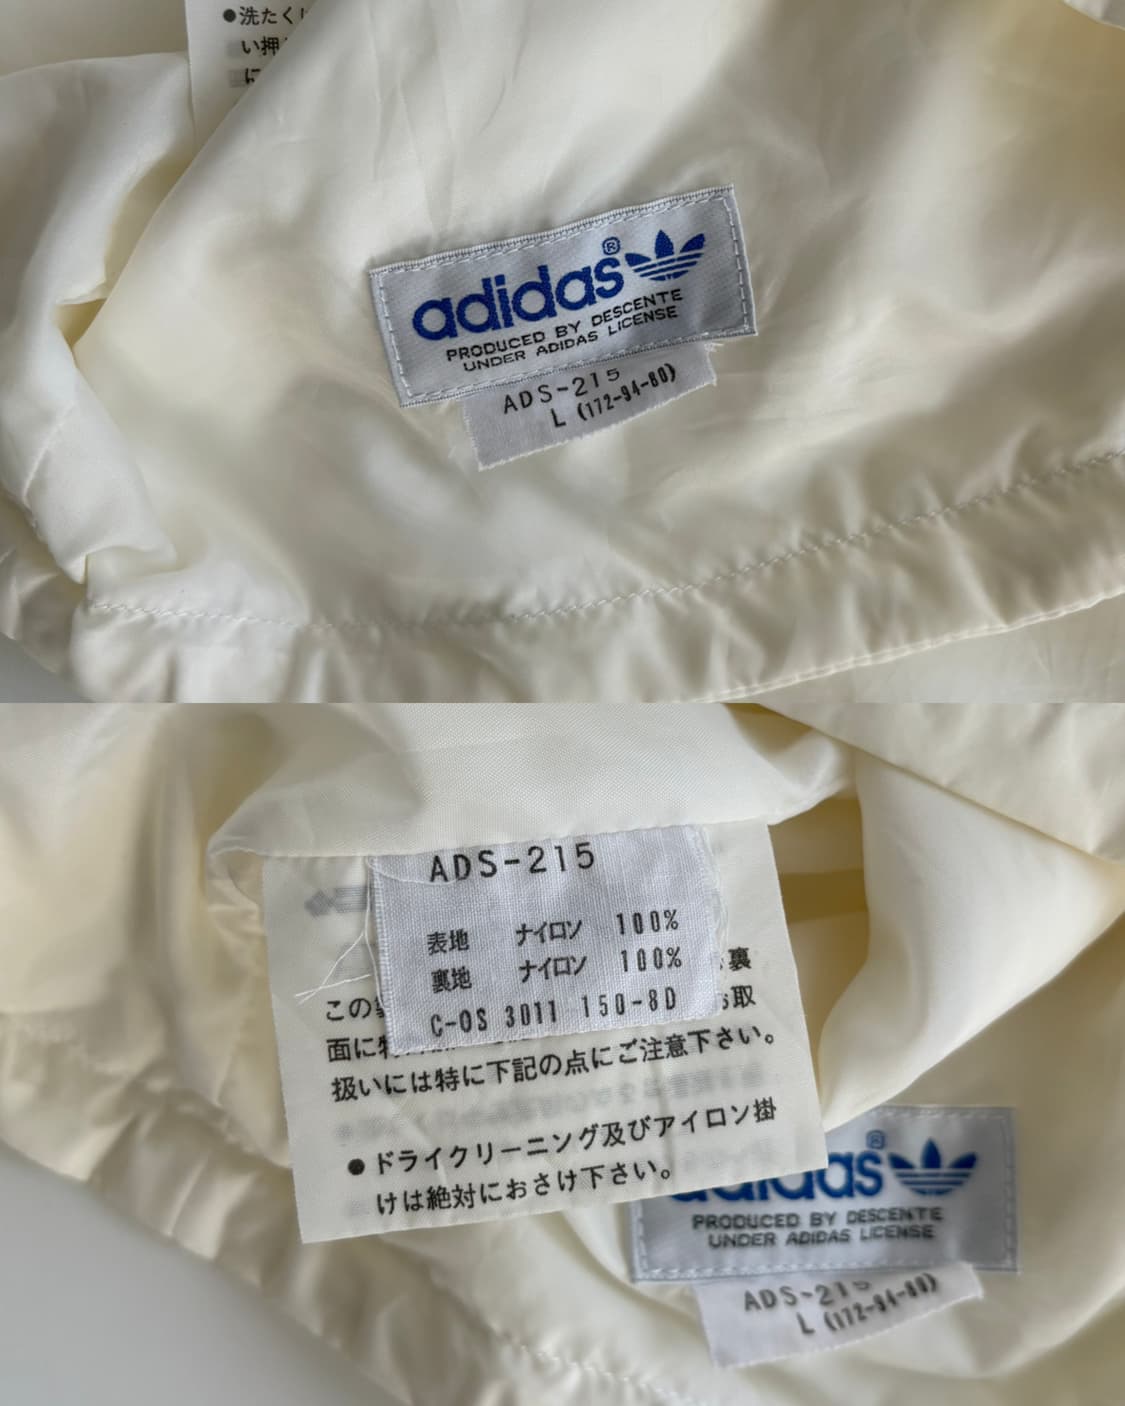 ●洗たくに
い押
に
adidas®
PRODUCED BY DESCENTE
UNDER ADIDAS LICENSE
ADS-215
L (172-94-80)
ADS-215
表地 ナイロン 100%
裏地 ナイロン 100%
C-OS 3011 150-8D
裏
この
お取
面に特
扱いには特に下記の点にご注意下さい。
●ドライクリーニング及びアイロン掛
けは絶対におさけ下さい。
adidas®
PRODUCED BY DESCENTE
UNDER ADIDAS LICENSE
ADS-215
L (172-94-80)